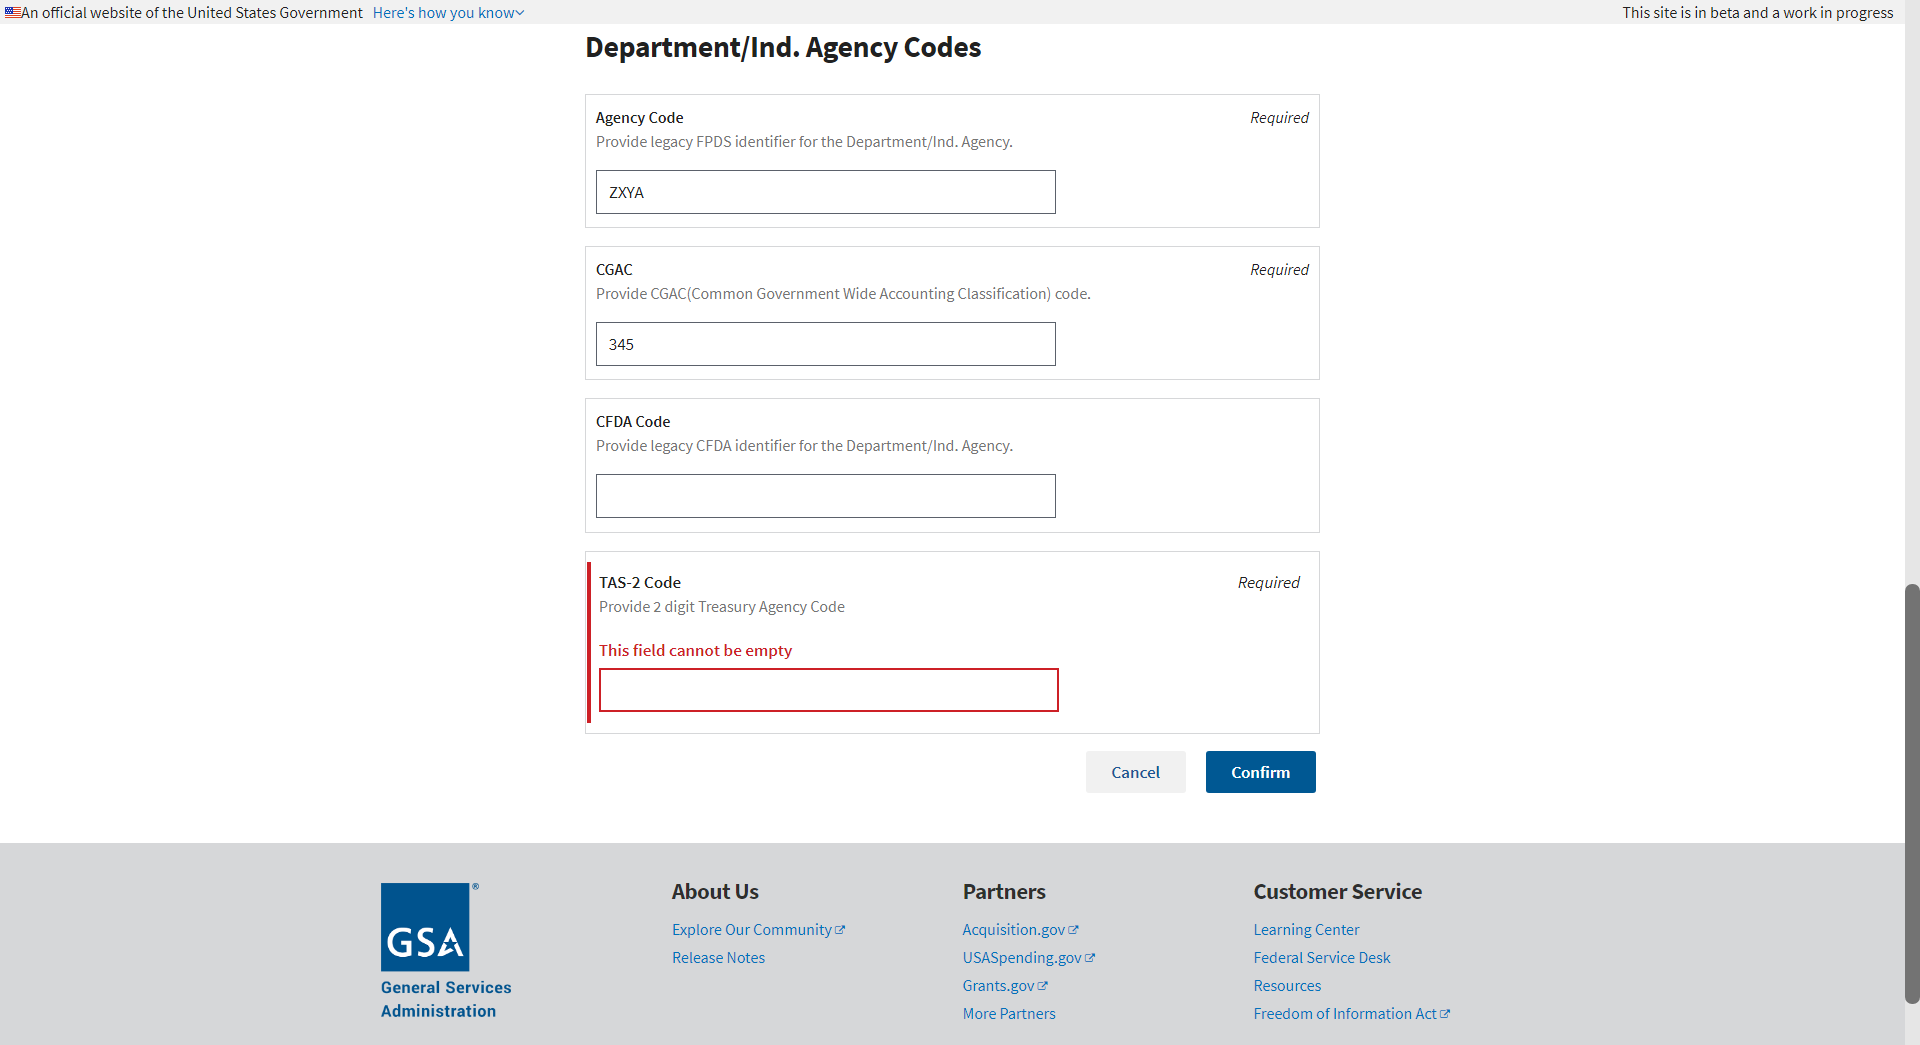 An official website of the United States Government Here's how you know
This site is in beta and a work in progress
Department/Ind. Agency Codes
Agency Code
Required
Provide legacy FPDS identifier for the Department/Ind. Agency.
ZXYA
CGAC
Required
Provide CGAC(Common Government Wide Accounting Classification) code.
345
CFDA Code
Provide legacy CFDA identifier for the Department/Ind. Agency.
TAS-2 Code
Required
Provide 2 digit Treasury Agency Code
This field cannot be empty
Cancel
Confirm
GSA®
General Services
Administration
About Us
Explore Our Community
Release Notes
Partners
Acquisition.gov
USASpending.gov
Grants.gov
More Partners
Customer Service
Learning Center
Federal Service Desk
Resources
Freedom of Information Act